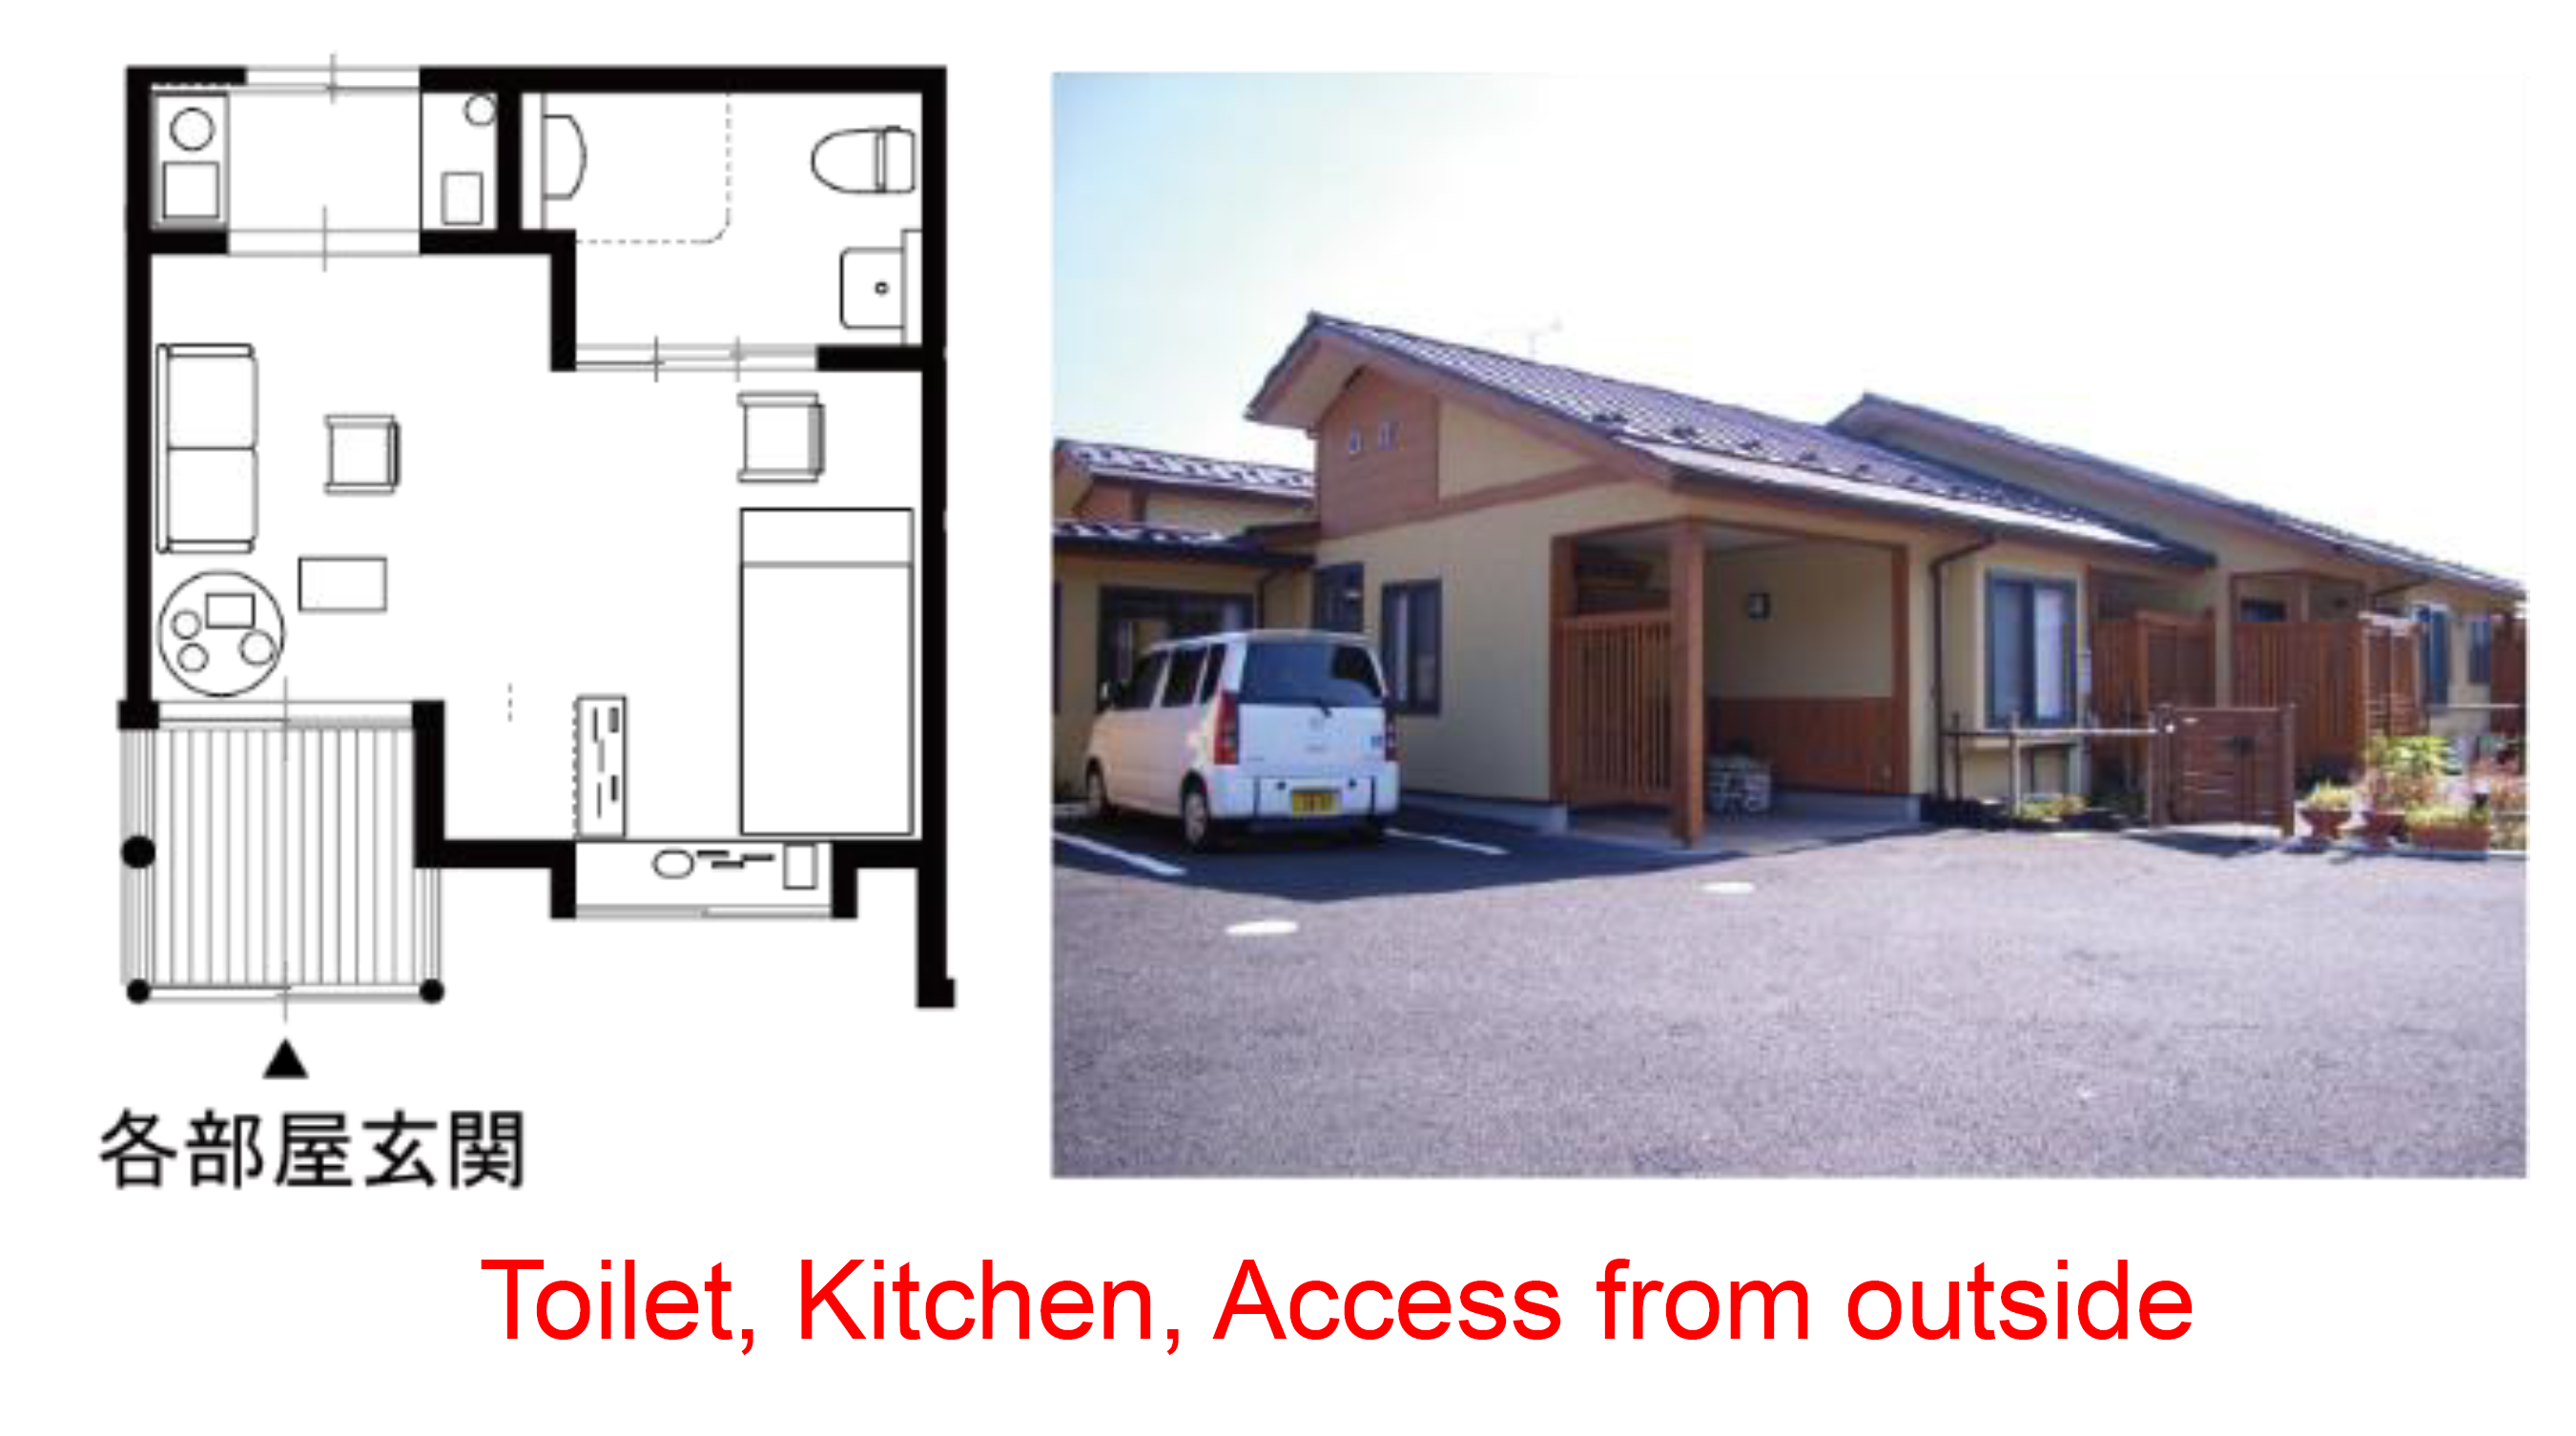 各部屋玄関
Toilet, Kitchen, Access from outside